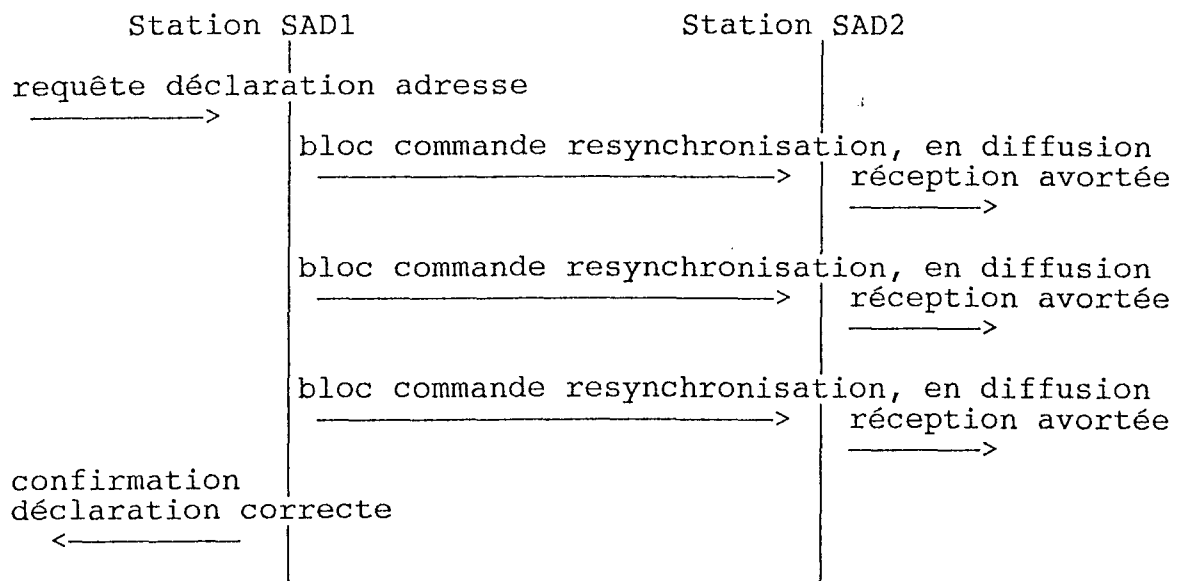 Station SAD1 Station SAD2
requête déclaration adresse
bloc commande resynchronisation, en diffusion
réception avortée
bloc commande resynchronisation, en diffusion
réception avortée
bloc commande resynchronisation, en diffusion
réception avortée
confirmation
déclaration correcte